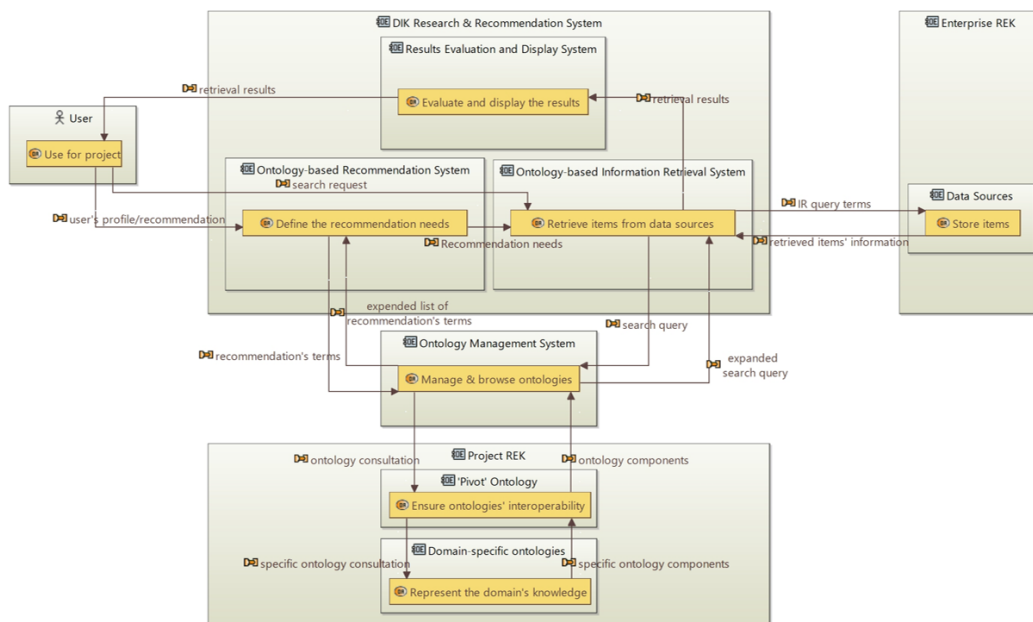 DIK Research & Recommendation System
Enterprise REK
Results Evaluation and Display System
retrieval results
Evaluate and display the results
retrieval results
User
Use for project
Ontology-based Recommendation System
Ontology-based Information Retrieval System
search request
Data Sources
IR query terms
user's profile/recommendation
Define the recommendation needs
Retrieve items from data sources
Store items
Recommendation needs
retrieved items' information
expended list of
recommendation's terms
search query
Ontology Management System
recommendation's terms
expanded
search query
Manage & browse ontologies
Project REK
ontology consultation
ontology components
'Pivot' Ontology
Ensure ontologies' interoperability
Domain-specific ontologies
specific ontology consultation
specific ontology components
Represent the domain's knowledge